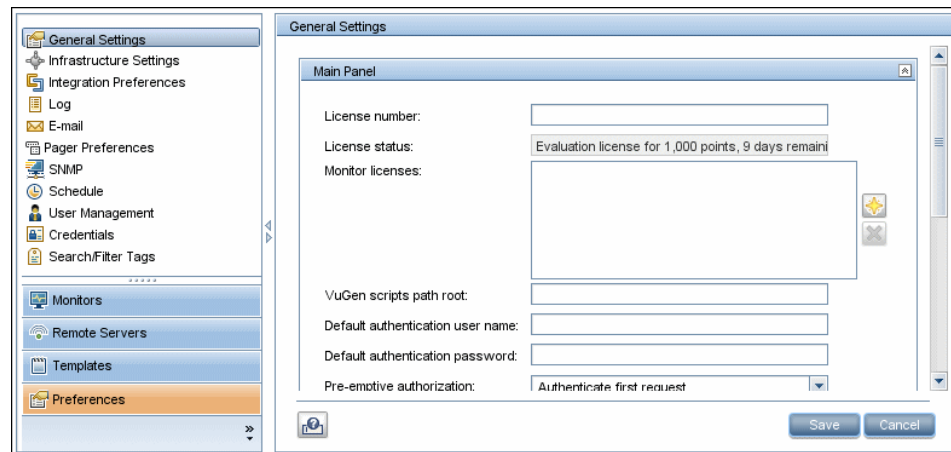 General Settings
Infrastructure Settings
Integration Preferences
Log
E-mail
Pager Preferences
SNMP
Schedule
User Management
Credentials
Search/Filter Tags
Monitors
Remote Servers
Templates
Preferences
General Settings
Main Panel
License number:
License status: Evaluation license for 1,000 points, 9 days remaini
Monitor licenses:
VuGen scripts path root:
Default authentication user name:
Default authentication password:
Pre-emptive authorization: Authenticate first request
Save Cancel